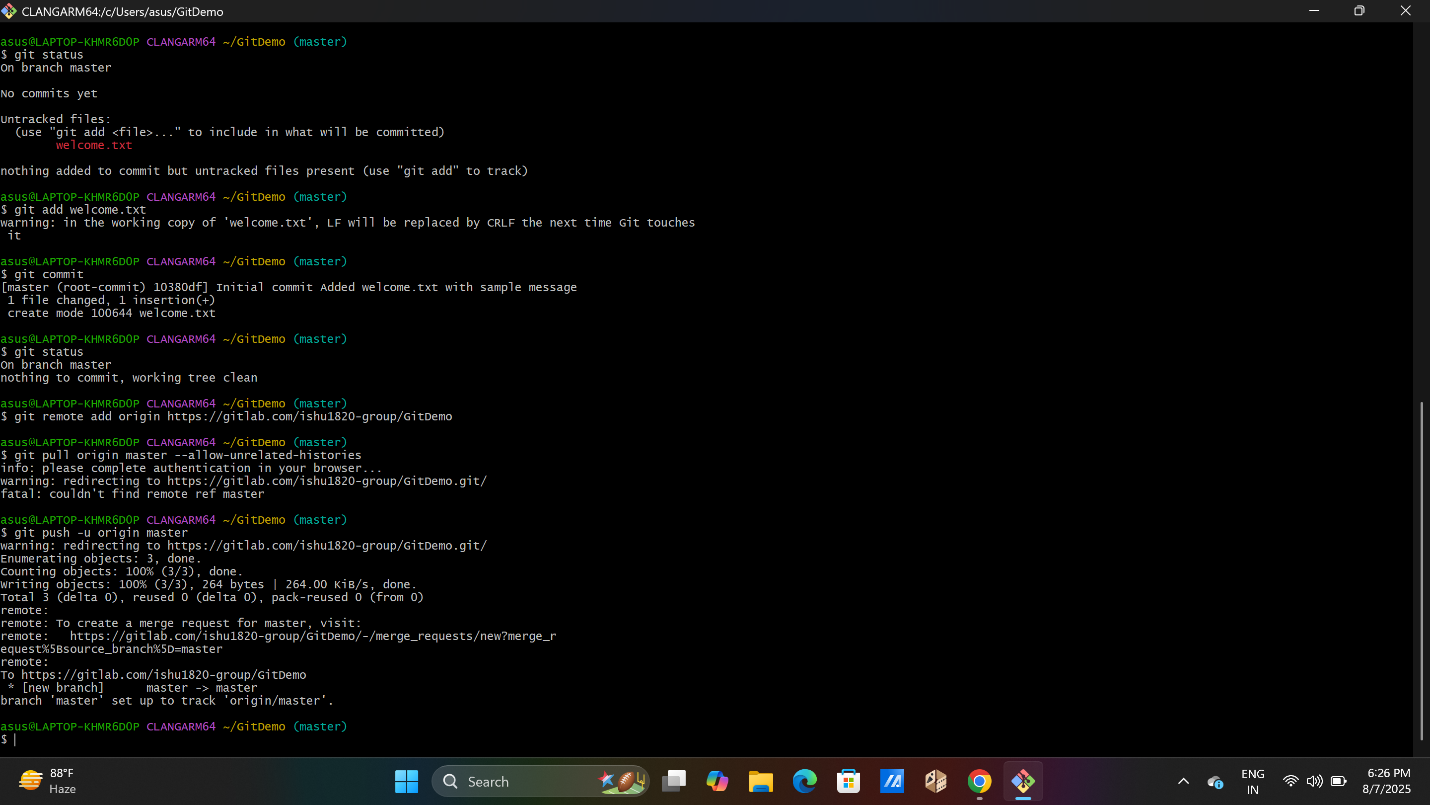 CLANGARM64:/c/Users/asus/GitDemo
asus@LAPTOP-KHMR6D0P CLANGARM64 ~/GitDemo (master)
$ git status
On branch master
No commits yet
Untracked files:
  (use "git add <file>..." to include in what will be committed)
        welcome.txt
nothing added to commit but untracked files present (use "git add" to track)
asus@LAPTOP-KHMR6D0P CLANGARM64 ~/GitDemo (master)
$ git add welcome.txt
warning: in the working copy of 'welcome.txt', LF will be replaced by CRLF the next time Git touches
 it
asus@LAPTOP-KHMR6D0P CLANGARM64 ~/GitDemo (master)
$ git commit
[master (root-commit) 10380df] Initial commit Added welcome.txt with sample message
 1 file changed, 1 insertion(+)
 create mode 100644 welcome.txt
asus@LAPTOP-KHMR6D0P CLANGARM64 ~/GitDemo (master)
$ git status
On branch master
nothing to commit, working tree clean
asus@LAPTOP-KHMR6D0P CLANGARM64 ~/GitDemo (master)
$ git remote add origin https://gitlab.com/ishu1820-group/GitDemo
asus@LAPTOP-KHMR6D0P CLANGARM64 ~/GitDemo (master)
$ git pull origin master --allow-unrelated-histories
info: please complete authentication in your browser...
warning: redirecting to https://gitlab.com/ishu1820-group/GitDemo.git/
fatal: couldn't find remote ref master
asus@LAPTOP-KHMR6D0P CLANGARM64 ~/GitDemo (master)
$ git push -u origin master
warning: redirecting to https://gitlab.com/ishu1820-group/GitDemo.git/
Enumerating objects: 3, done.
Counting objects: 100% (3/3), done.
Writing objects: 100% (3/3), 264 bytes | 264.00 KiB/s, done.
Total 3 (delta 0), reused 0 (delta 0), pack-reused 0 (from 0)
remote:
remote: To create a merge request for master, visit:
remote:   https://gitlab.com/ishu1820-group/GitDemo/-/merge_requests/new?merge_r
equest%5Bsource_branch%5D=master
remote:
To https://gitlab.com/ishu1820-group/GitDemo
 * [new branch]      master -> master
branch 'master' set up to track 'origin/master'.
asus@LAPTOP-KHMR6D0P CLANGARM64 ~/GitDemo (master)
$
88°F
Haze
Search
ENG
IN
6:26 PM
8/7/2025